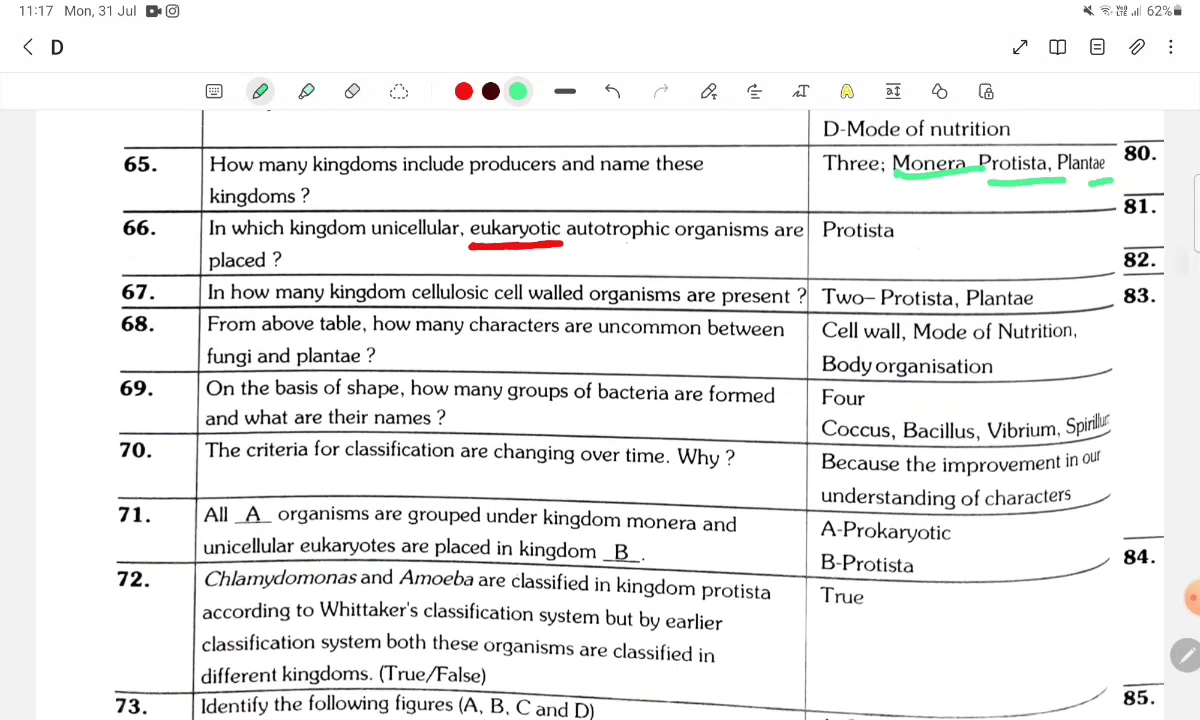 11:17 Mon, 31 Jul
62%
D
D-Mode of nutrition
65. How many kingdoms include producers and name these kingdoms ?
Three; Monera Protista, Plantae
80.
66. In which kingdom unicellular, eukaryotic autotrophic organisms are placed ?
Protista
81.
82.
67. In how many kingdom cellulosic cell walled organisms are present ?
Two– Protista, Plantae
83.
68. From above table, how many characters are uncommon between fungi and plantae ?
Cell wall, Mode of Nutrition,
Body organisation
69. On the basis of shape, how many groups of bacteria are formed and what are their names ?
Four
Coccus, Bacillus, Vibrium, Spirillum
70. The criteria for classification are changing over time. Why ?
Because the improvement in our
understanding of characters
71. All A organisms are grouped under kingdom monera and
unicellular eukaryotes are placed in kingdom B .
A-Prokaryotic
B-Protista
84.
72. Chlamydomonas and Amoeba are classified in kingdom protista
according to Whittaker's classification system but by earlier
classification system both these organisms are classified in
different kingdoms. (True/False)
True
73. Identify the following figures (A, B, C and D)
85.